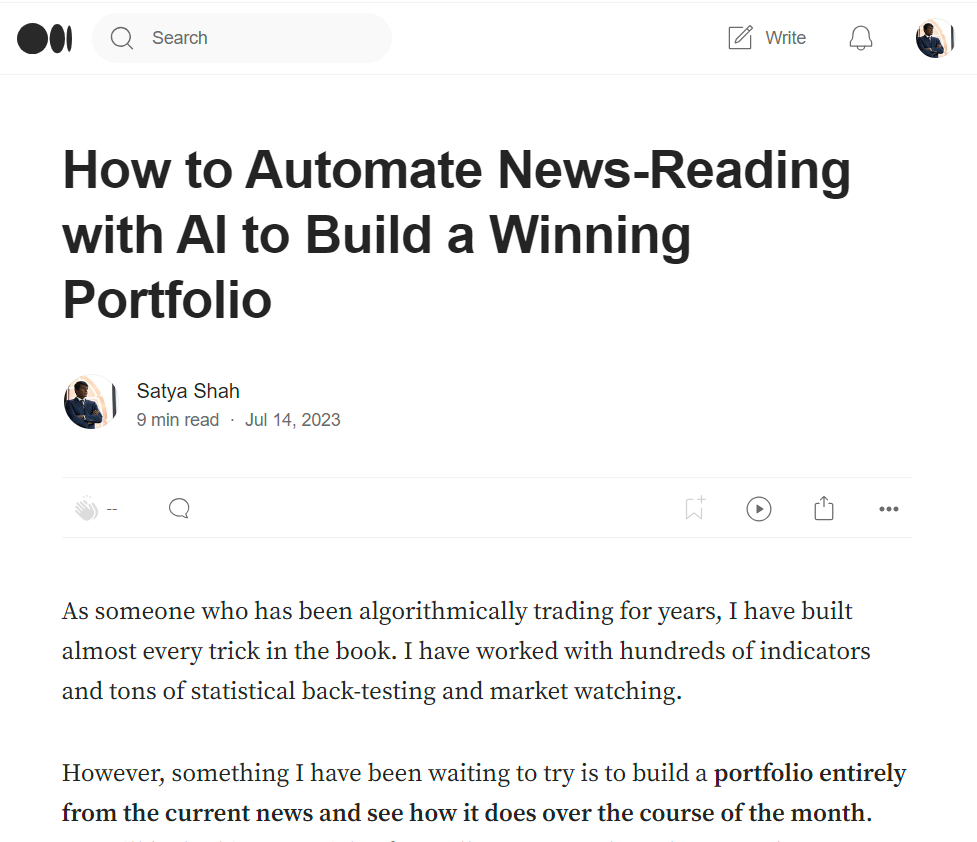 Search
Write
How to Automate News-Reading
with AI to Build a Winning
Portfolio
Satya Shah
9 min read · Jul 14, 2023
--
As someone who has been algorithmically trading for years, I have built
almost every trick in the book. I have worked with hundreds of indicators
and tons of statistical back-testing and market watching.
However, something I have been waiting to try is to build a portfolio entirely
from the current news and see how it does over the course of the month.